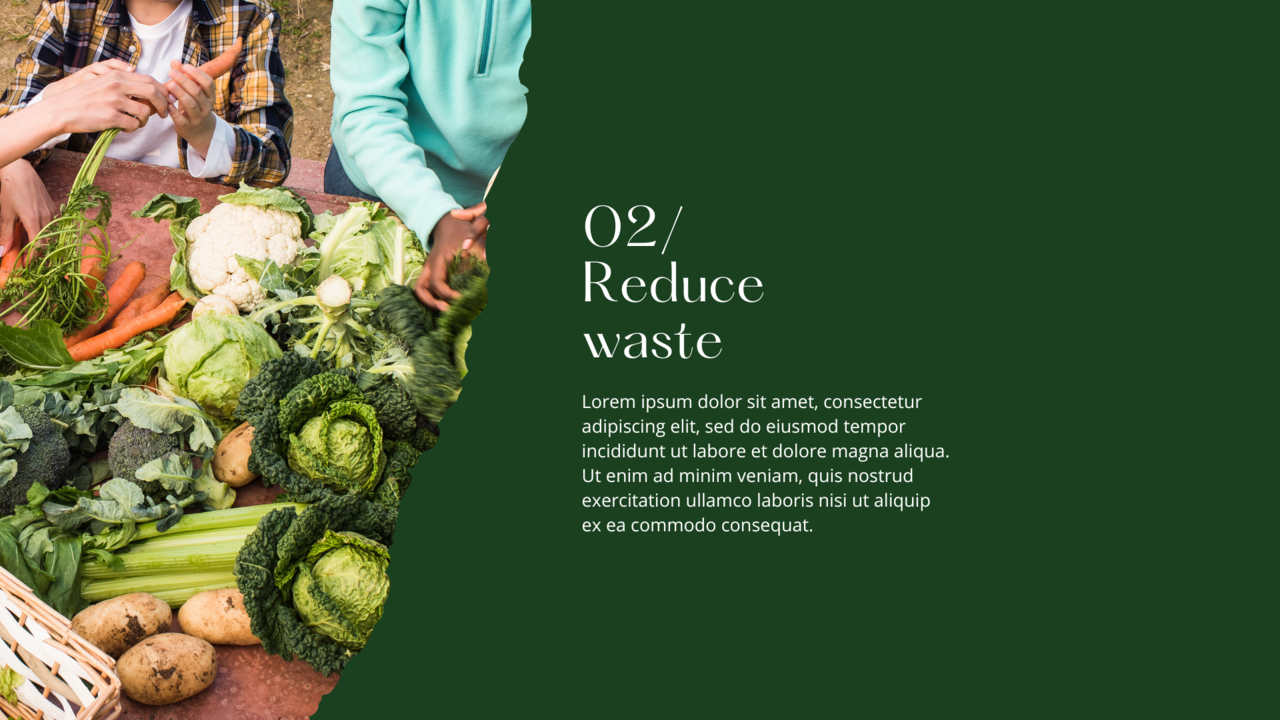 02/
Reduce
waste
Lorem ipsum dolor sit amet, consectetur
adipiscing elit, sed do eiusmod tempor
incididunt ut labore et dolore magna aliqua.
Ut enim ad minim veniam, quis nostrud
exercitation ullamco laboris nisi ut aliquip
ex ea commodo consequat.